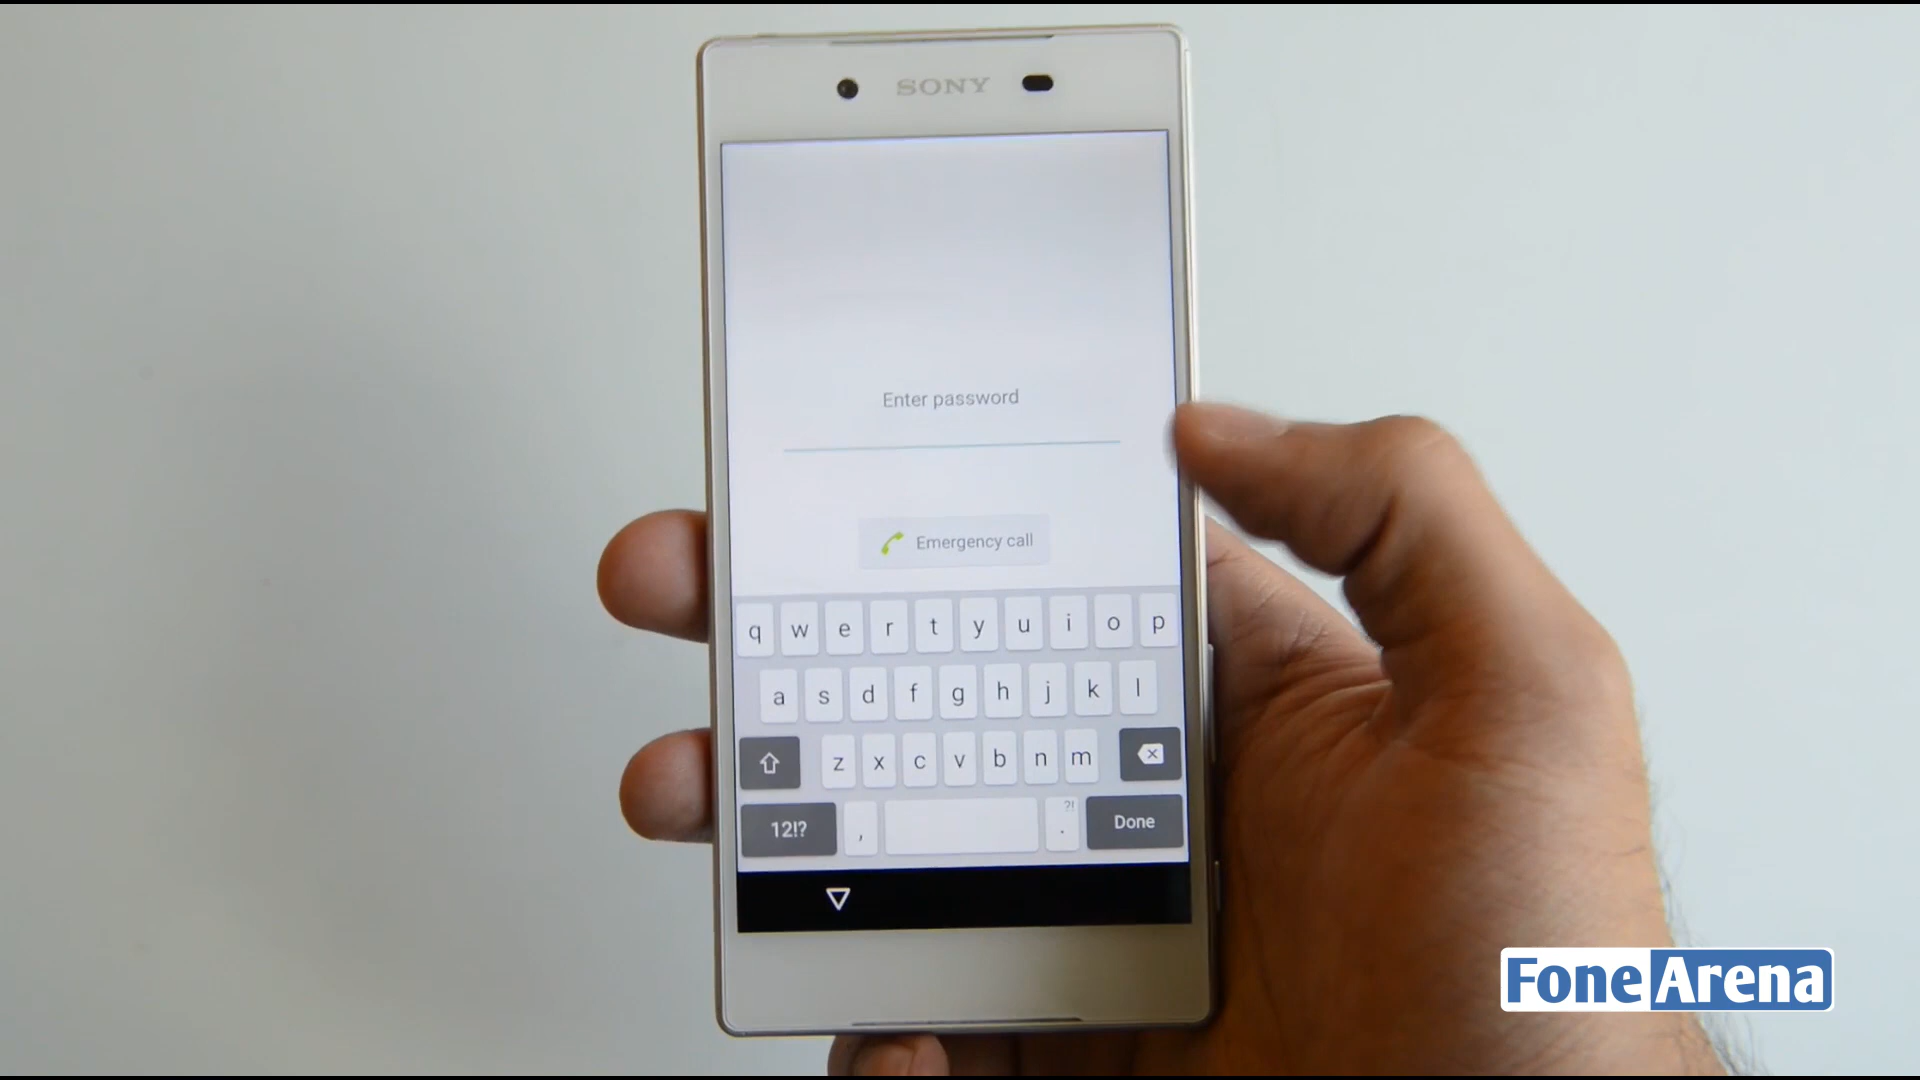 SONY
Enter password
Emergency call
q w e r t y u i o p
a s d f g h j k l
z x c v b n m
12!? , ?! . Done
FoneArena